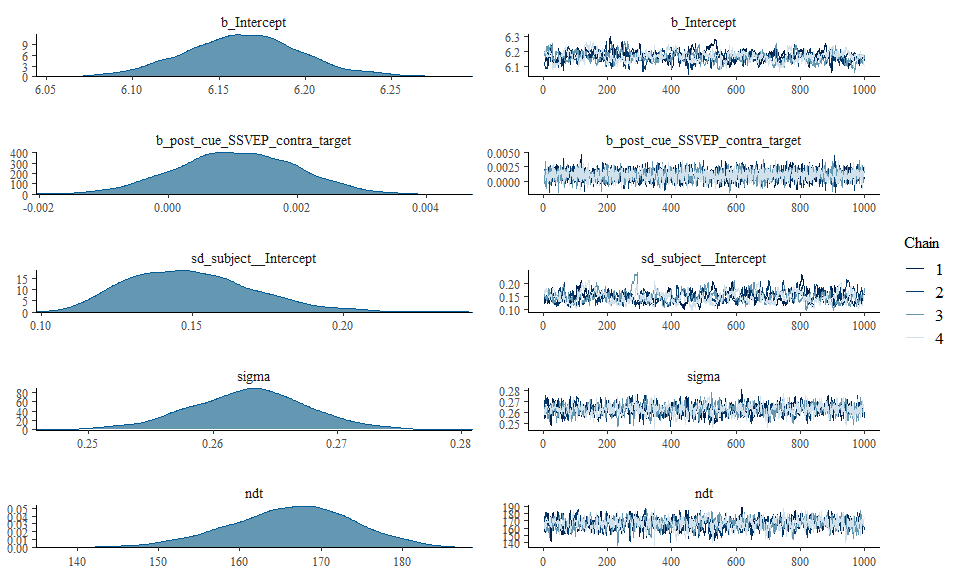 b_Intercept b_Intercept
9 6.3
6 6.2
3 6.1
0
6.05 6.10 6.15 6.20 6.25 0 200 400 600 800 1000
b_post_cue_SSVEP_contra_target b_post_cue_SSVEP_contra_target
400 0.0050
300 0.0025
200 0.0000
100
0
-0.002 0.000 0.002 0.004 0 200 400 600 800 1000
sd_subject__Intercept sd_subject__Intercept
15 0.20
10 0.15
5 0.10
0
0.10 0.15 0.20 0 200 400 600 800 1000
sigma sigma
80 0.28
60 0.27
40 0.26
20 0.25
0
0.25 0.26 0.27 0.28 0 200 400 600 800 1000
ndt ndt
0.05 190
0.04 180
0.03 170
0.02 160
0.01 150
0.00 140
140 150 160 170 180 0 200 400 600 800 1000
Chain
1
2
3
4